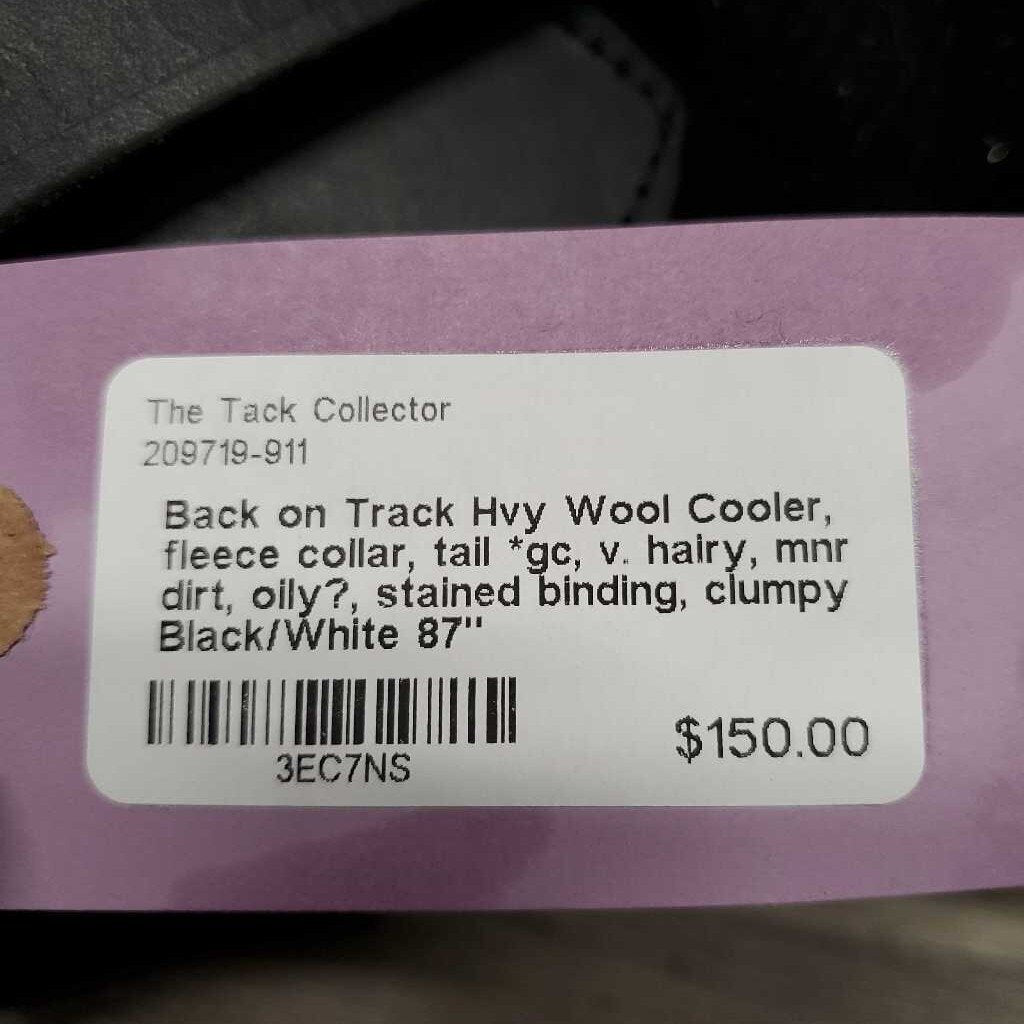 The Tack Collector
209719-911
Back on Track Hvy Wool Cooler,
fleece collar, tail *gc, v. hairy, mnr
dirt, oily?, stained binding, clumpy
Black/White 87"
3EC7NS
$150.00